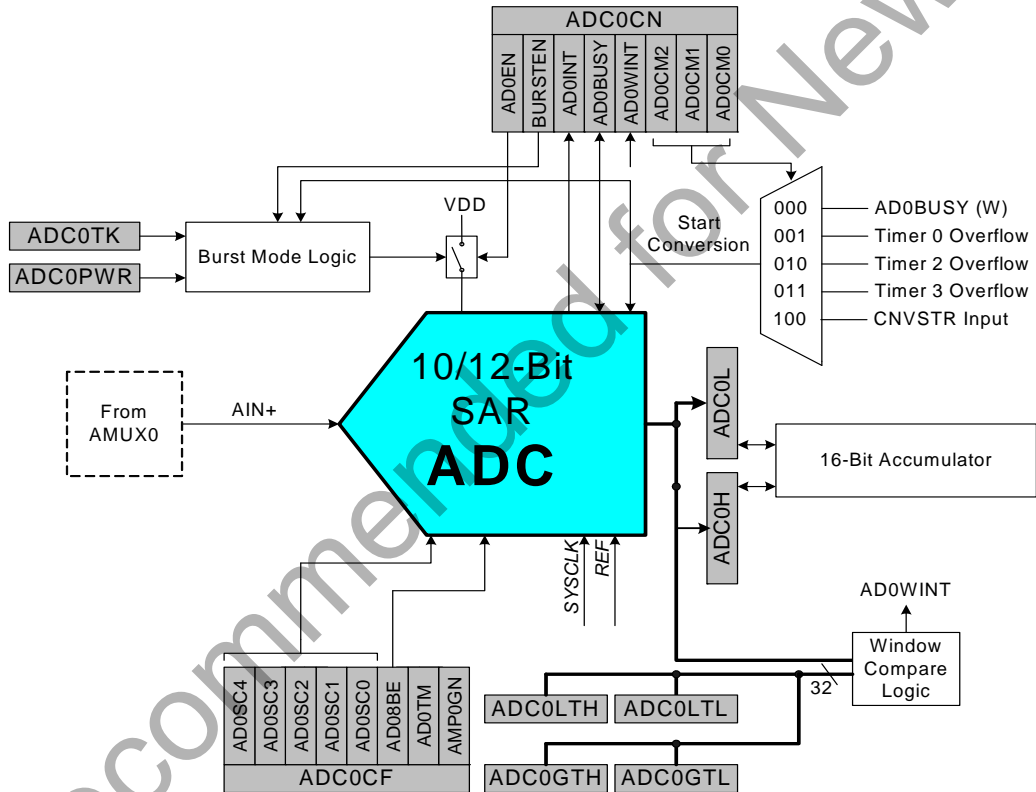 ADC0CN
AD0EN
BURSTEN
AD0INT
AD0BUSY
AD0WINT
AD0CM2
AD0CM1
AD0CM0
VDD
Start
Conversion
000
001
010
011
100
AD0BUSY (W)
Timer 0 Overflow
Timer 2 Overflow
Timer 3 Overflow
CNVSTR Input
ADC0TK
ADC0PWR
Burst Mode Logic
From
AMUX0
AIN+
10/12-Bit
SAR
ADC
ADC0L
ADC0H
16-Bit Accumulator
SYSCLK
REF
AD0WINT
Window
Compare
Logic
32
AD0SC4
AD0SC3
AD0SC2
AD0SC1
AD0SC0
AD08BE
AD0TM
AMP0GN
ADC0CF
ADC0LTH
ADC0LTL
ADC0GTH
ADC0GTL
ecommended for New